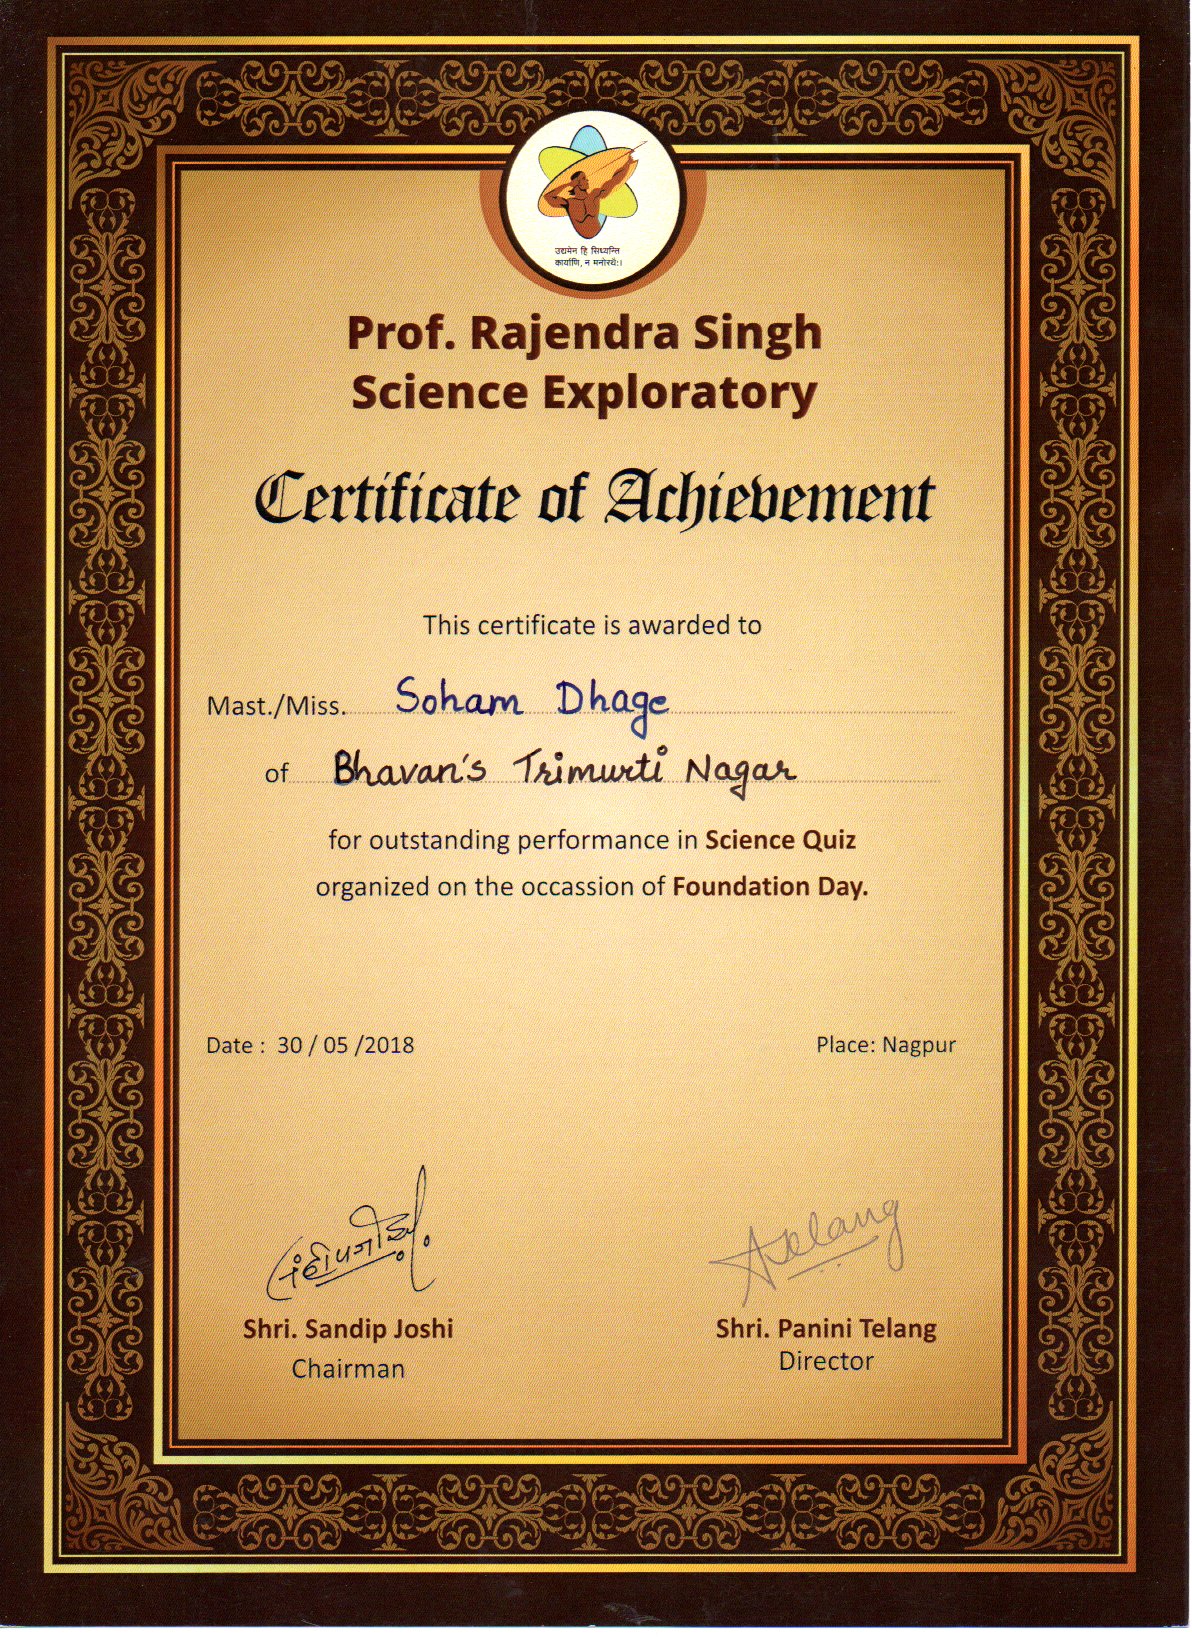 उद्यमेन हि सिध्यन्ति
कार्याणि, न मनोरथैः।
Prof. Rajendra Singh
Science Exploratory
Certificate of Achievement
This certificate is awarded to
Mast./Miss. Soham Dhage
of Bhavan's Trimurti Nagar
for outstanding performance in Science Quiz
organized on the occassion of Foundation Day.
Date : 30 / 05 /2018 Place: Nagpur
Shri. Sandip Joshi Shri. Panini Telang
Chairman Director